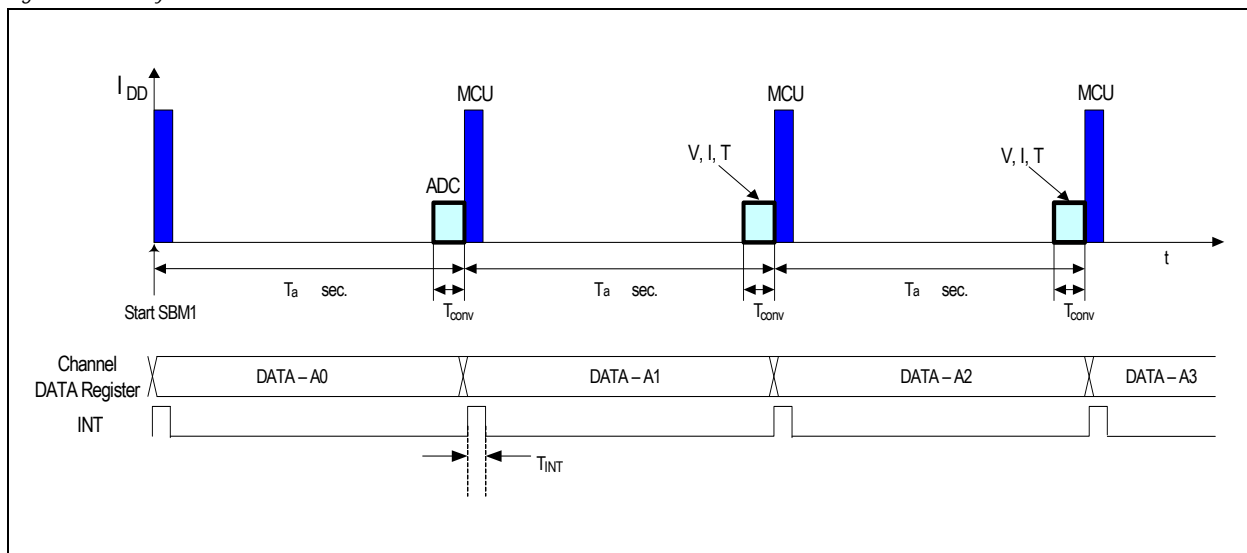 I DD
MCU
MCU
MCU
V, I, T
V, I, T
ADC
t
Ta sec.
Ta sec.
Ta sec.
Start SBM1
Tconv
Tconv
Tconv
Channel
DATA Register
DATA – A0
DATA – A1
DATA – A2
DATA – A3
INT
TINT